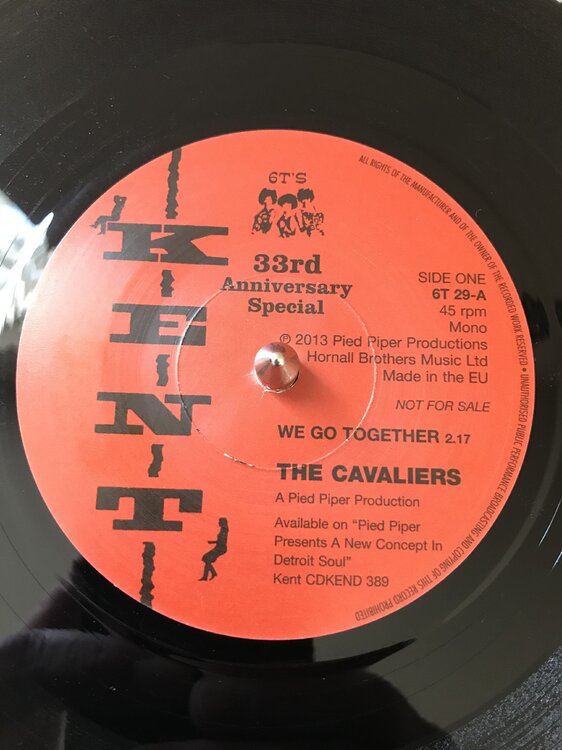 KENT
6T'S
33rd
Anniversary
Special
SIDE ONE
6T 29-A
45 rpm
Mono
℗ 2013 Pied Piper Productions
Hornall Brothers Music Ltd
Made in the EU
NOT FOR SALE
WE GO TOGETHER 2.17
THE CAVALIERS
A Pied Piper Production
Available on "Pied Piper
Presents A New Concept In
Detroit Soul"
Kent CDKEND 389
ALL RIGHTS OF THE MANUFACTURER AND OF THE OWNER OF THE RECORDED WORK RESERVED • UNAUTHORISED PUBLIC PERFORMANCE BROADCASTING AND COPYING OF THIS RECORD PROHIBITED